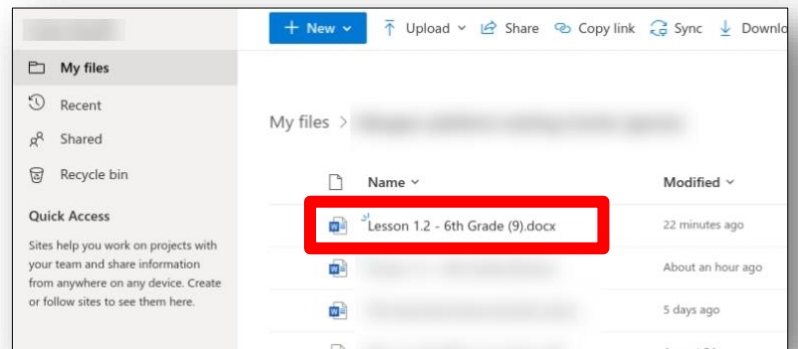 + New Upload Share Copy link Sync Downlo
My files
Recent
Shared
Recycle bin
Quick Access
Sites help you work on projects with
your team and share information
from anywhere on any device. Create
or follow sites to see them here.
My files >
Name Modified
Lesson 1.2 - 6th Grade (9).docx 22 minutes ago
About an hour ago
5 days ago